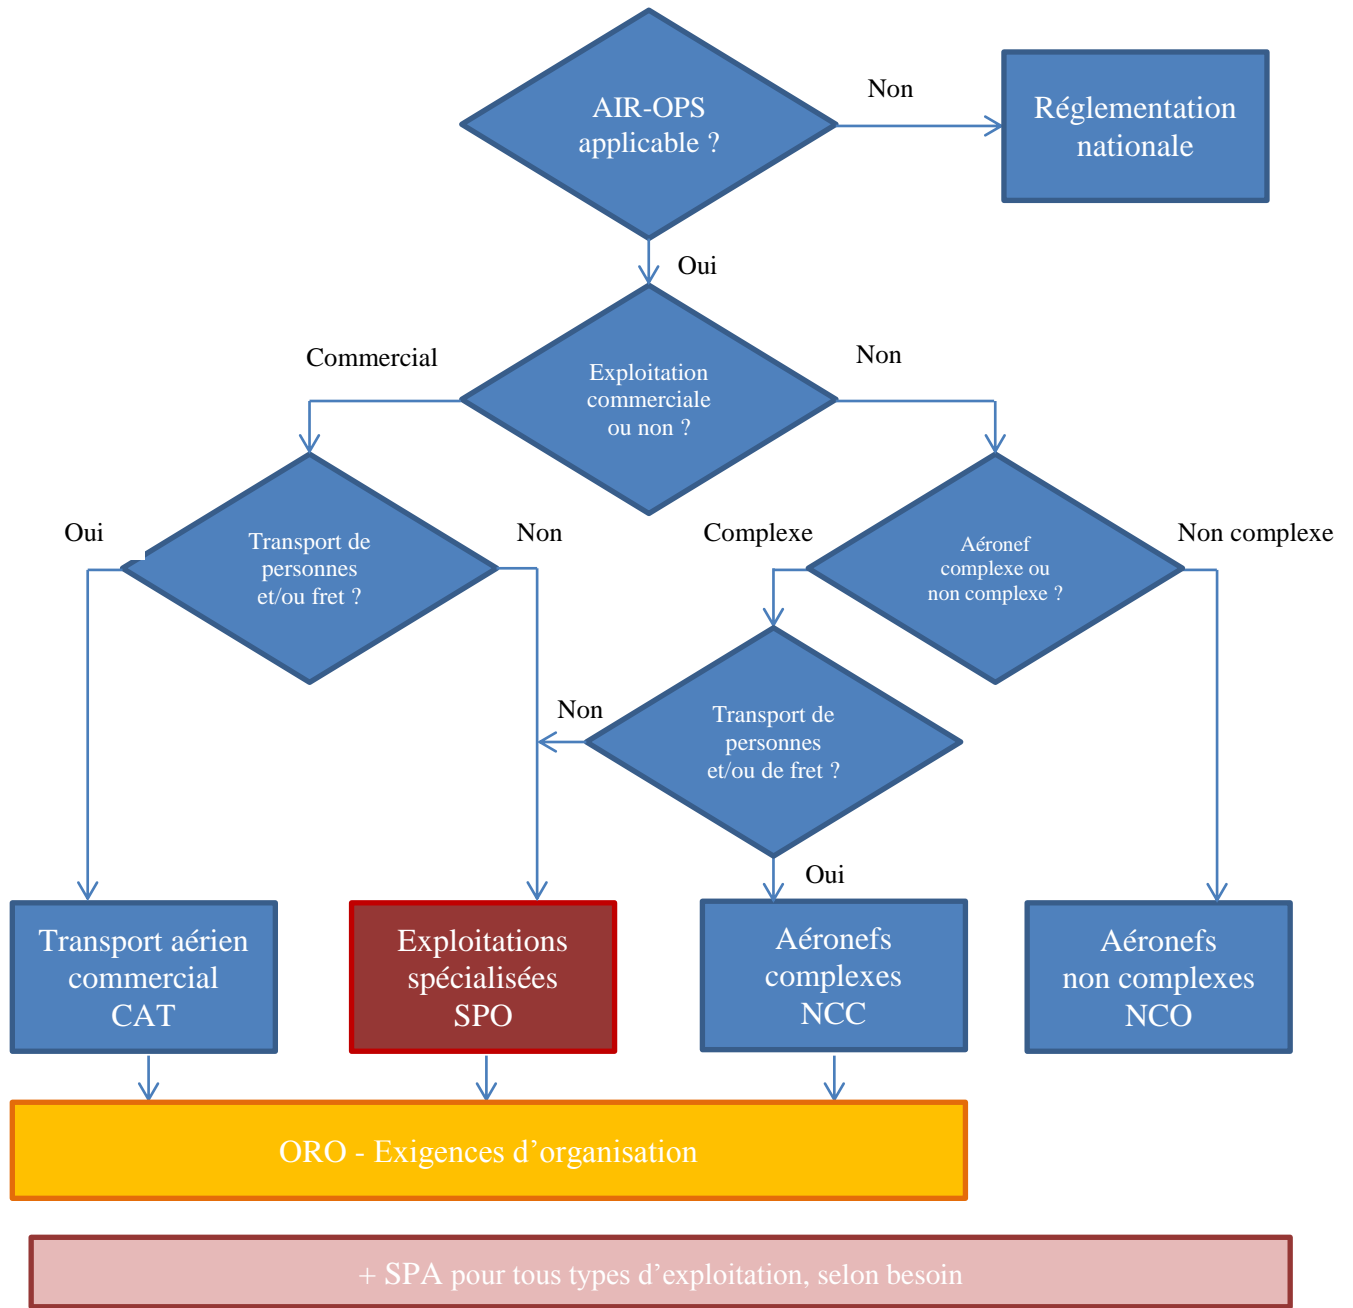 AIR-OPS
applicable ?
Non
Réglementation
nationale
Oui
Commercial
Exploitation
commerciale
ou non ?
Non
Oui
Transport de
personnes
et/ou fret ?
Non
Complexe
Aéronef
complexe ou
non complexe ?
Non complexe
Non
Transport de
personnes
et/ou de fret ?
Oui
Transport aérien
commercial
CAT
Exploitations
spécialisées
SPO
Aéronefs
complexes
NCC
Aéronefs
non complexes
NCO
ORO - Exigences d’organisation
+ SPA pour tous types d’exploitation, selon besoin